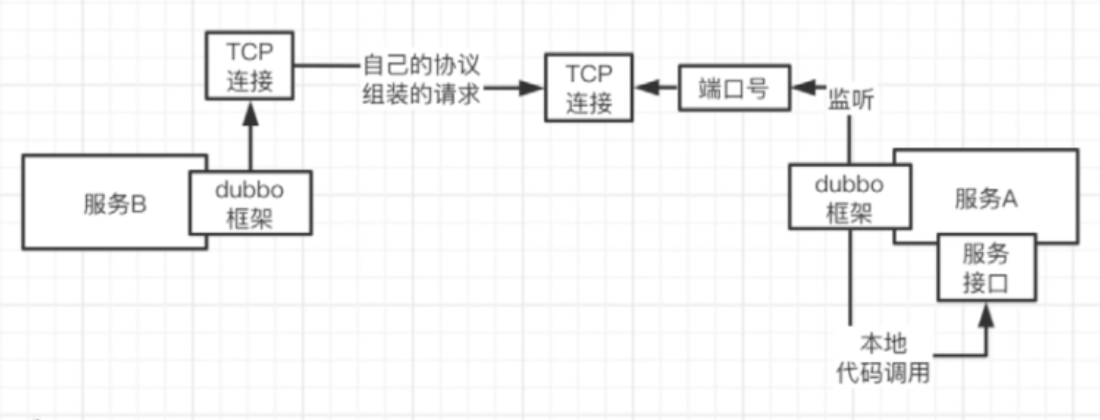 TCP
连接
自己的协议
组装的请求
TCP
连接
端口号
监听
服务B
dubbo
框架
dubbo
框架
服务A
服务
接口
本地
代码调用